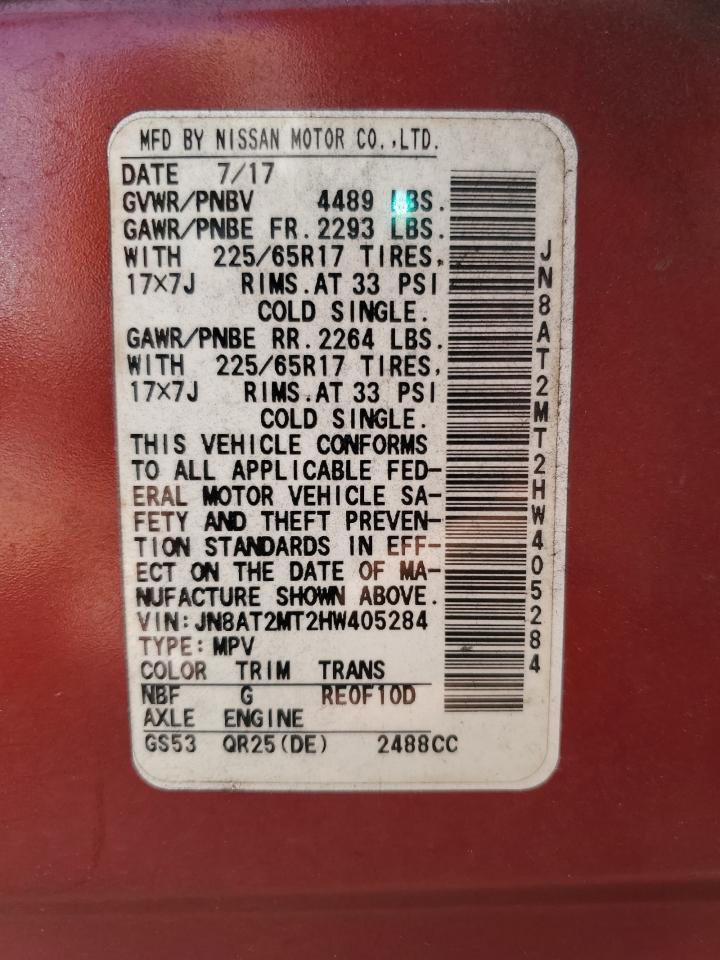 MFD BY NISSAN MOTOR CO.,LTD.
DATE 7/17
GVWR/PNBV 4489 LBS.
GAWR/PNBE FR.2293 LBS.
WITH 225/65R17 TIRES,
17×7J RIMS.AT 33 PSI
COLD SINGLE.
GAWR/PNBE RR.2264 LBS.
WITH 225/65R17 TIRES,
17×7J RIMS.AT 33 PSI
COLD SINGLE.
THIS VEHICLE CONFORMS
TO ALL APPLICABLE FED-
ERAL MOTOR VEHICLE SA-
FETY AND THEFT PREVEN-
TION STANDARDS IN EFF-
ECT ON THE DATE OF MA-
NUFACTURE SHOWN ABOVE.
VIN:JN8AT2MT2HW405284
TYPE:MPV
COLOR TRIM TRANS
NBF G RE0F10D
AXLE ENGINE
GS53 QR25(DE) 2488CC
JN8AT2MT2HW405284